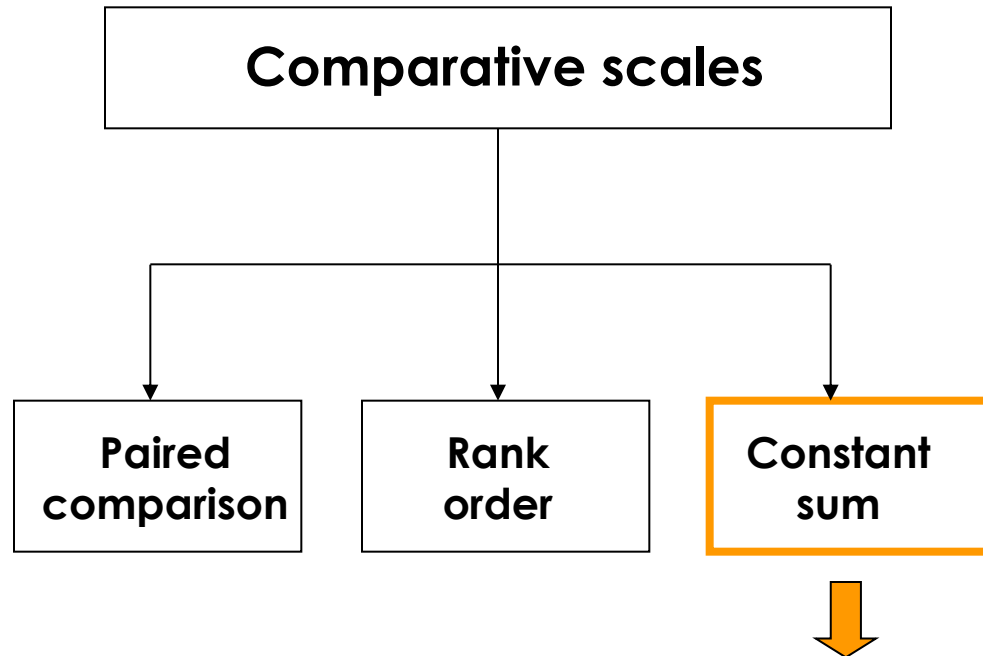 Comparative scales
Paired
comparison
Rank
order
Constant
sum